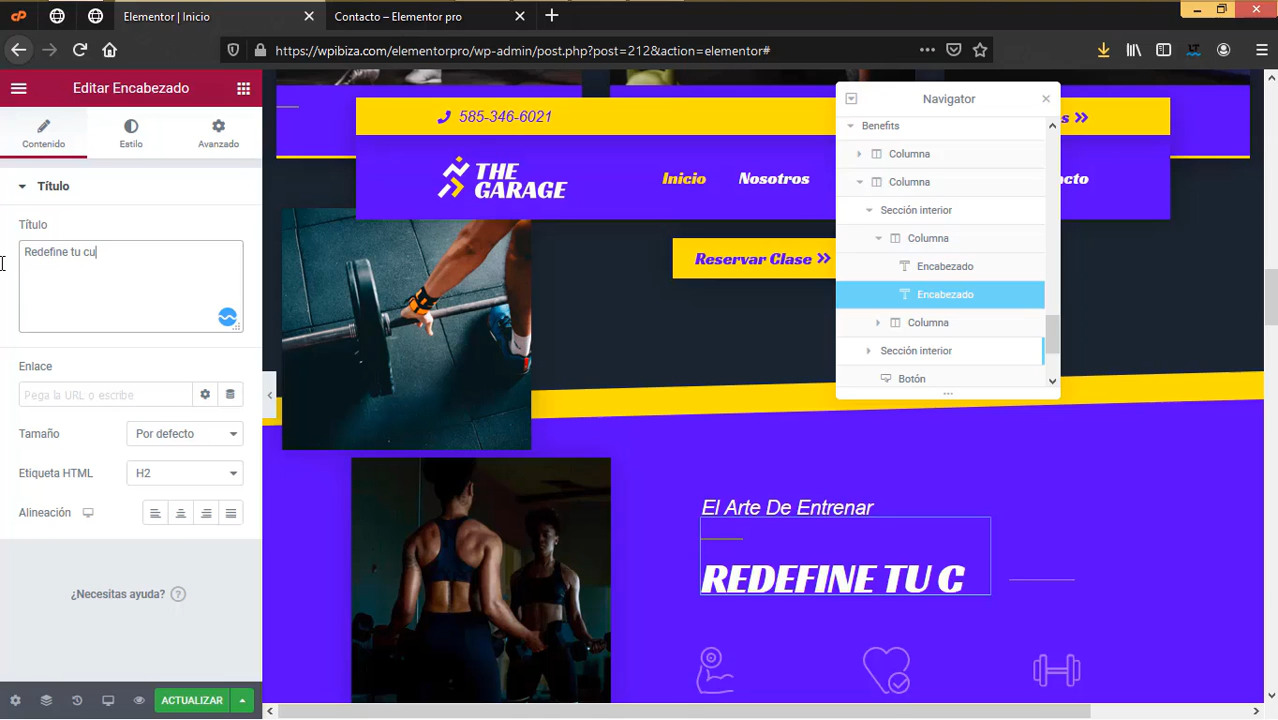 Elementor | Inicio
Contacto – Elementor pro
https://wpibiza.com/elementorpro/wp-admin/post.php?post=212&action=elementor#
Editar Encabezado
Contenido
Estilo
Avanzado
Título
Título
Redefine tu cu
Enlace
Pega la URL o escribe
Tamaño
Por defecto
Etiqueta HTML
H2
Alineación
¿Necesitas ayuda?
ACTUALIZAR
585-346-6021
THE
GARAGE
Inicio
Nosotros
Reservar Clase
El Arte De Entrenar
REDEFINE TU C
Navigator
Benefits
Columna
Columna
Sección interior
Columna
Encabezado
Encabezado
Columna
Sección interior
Botón